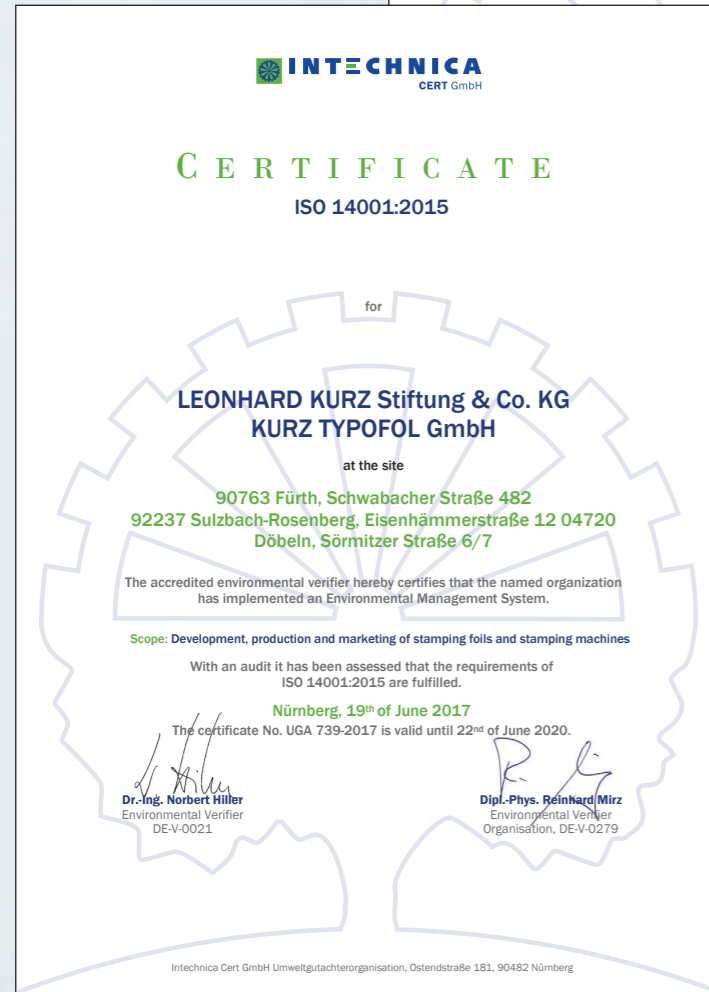 INTECHNICA
CERT GmbH
CERTIFICATE
ISO 14001:2015
for
LEONHARD KURZ Stiftung & Co. KG
KURZ TYPOFOL GmbH
at the site
90763 Fürth, Schwabacher Straße 482
92237 Sulzbach-Rosenberg, Eisenhämmerstraße 12 04720
Döbeln, Sörmitzer Straße 6/7
The accredited environmental verifier hereby certifies that the named organization
has implemented an Environmental Management System.
Scope: Development, production and marketing of stamping foils and stamping machines
With an audit it has been assessed that the requirements of
ISO 14001:2015 are fulfilled.
Nürnberg, 19th of June 2017
The certificate No. UGA 739-2017 is valid until 22nd of June 2020.
Dr.-Ing. Norbert Hiller
Environmental Verifier
DE-V-0021
Dipl.-Phys. Reinhard Mirz
Environmental Verifier
Organisation, DE-V-0279
Intechnica Cert GmbH Umweltgutachterorganisation, Ostendstraße 181, 90482 Nürnberg